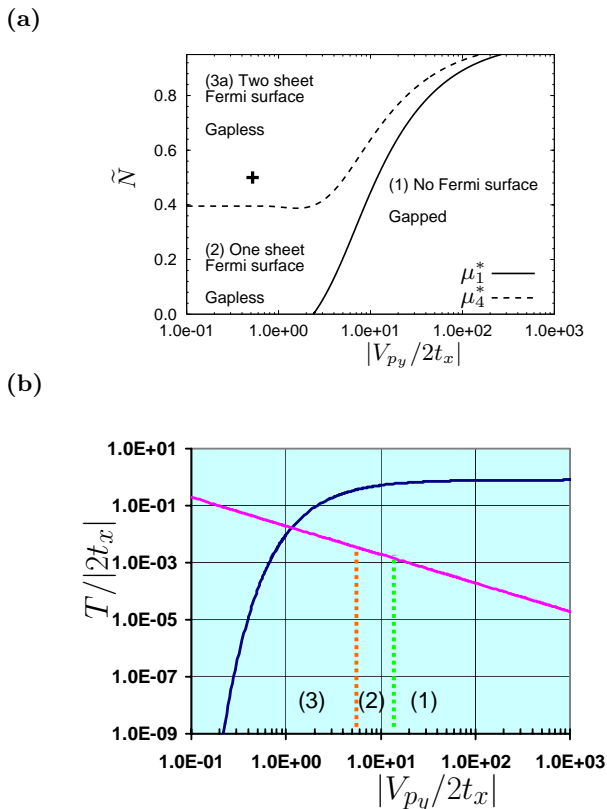 (a)
(3a) Two sheet
Fermi surface
Gapless
0.8
0.6
Ñ
0.4
0.2
0.0
(1) No Fermi surface
Gapped
(2) One sheet
Fermi surface
Gapless
μ₁*
μ₄*
1.0e-01 1.0e+00 1.0e+01 1.0e+02 1.0e+03
|V_{p_y}/2t_x|
(b)
1.0E+01
1.0E-01
1.0E-03
1.0E-05
1.0E-07
1.0E-09
T/|2t_x|
(3) (2) (1)
1.0E-01 1.0E+00 1.0E+01 1.0E+02 1.0E+03
|V_{p_y}/2t_x|